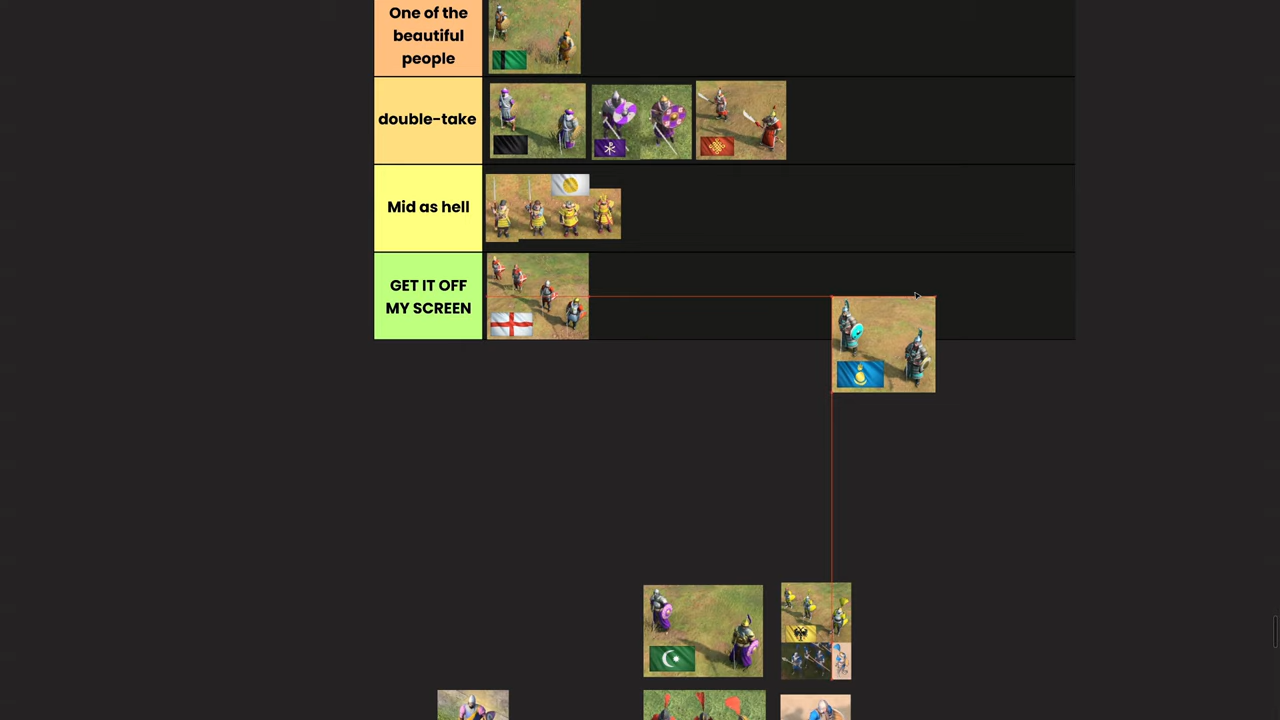 One of the
beautiful
people
double-take
Mid as hell
GET IT OFF
MY SCREEN